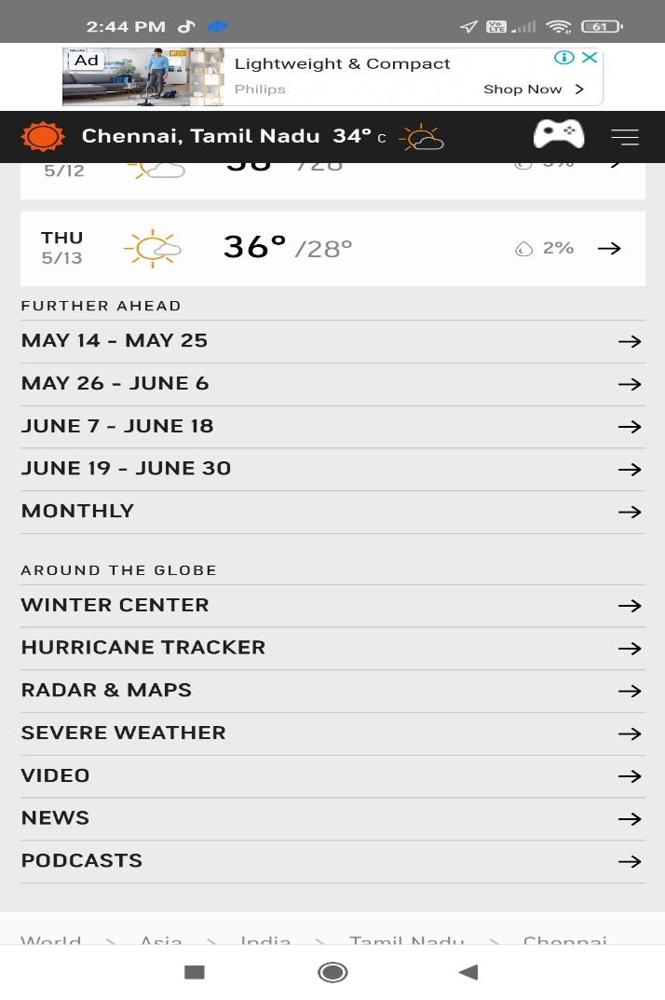 2:44 PM
VO LTE
61
Ad
Lightweight & Compact
Philips
Shop Now
Chennai, Tamil Nadu 34° c
5/12
THU
36° /28°
2%
5/13
FURTHER AHEAD
MAY 14 - MAY 25
MAY 26 - JUNE 6
JUNE 7 - JUNE 18
JUNE 19 - JUNE 30
MONTHLY
AROUND THE GLOBE
WINTER CENTER
HURRICANE TRACKER
RADAR & MAPS
SEVERE WEATHER
VIDEO
NEWS
PODCASTS
World > Asia > India > Tamil Nadu > Chennai